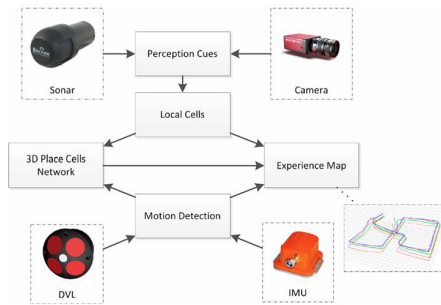 Perception Cues
Sonar
Camera
Local Cells
3D Place Cells
Network
Experience Map
Motion Detection
DVL
IMU